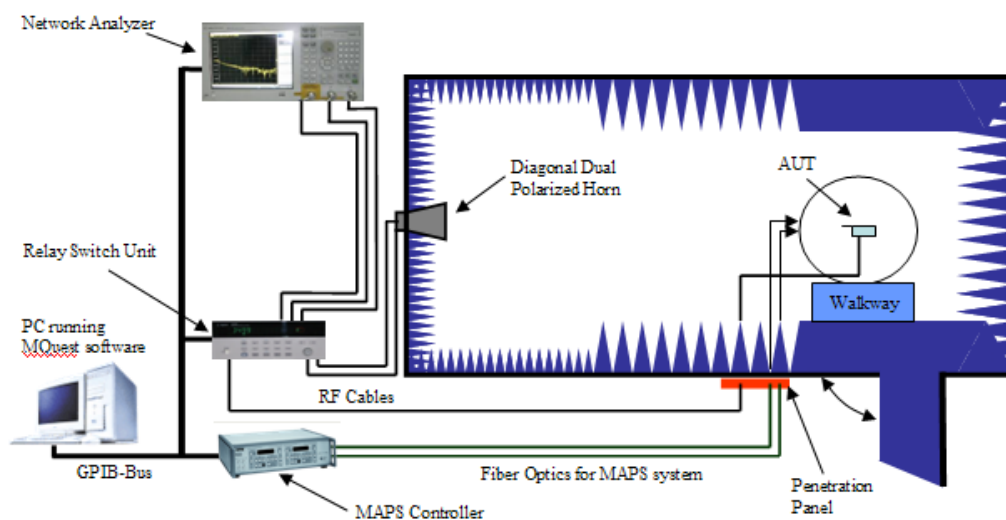 Network Analyzer
Diagonal Dual
Polarized Horn
AUT
Relay Switch Unit
Walkway
PC running
MQuest software
RF Cables
GPIB-Bus
Fiber Optics for MAPS system
Penetration
Panel
MAPS Controller